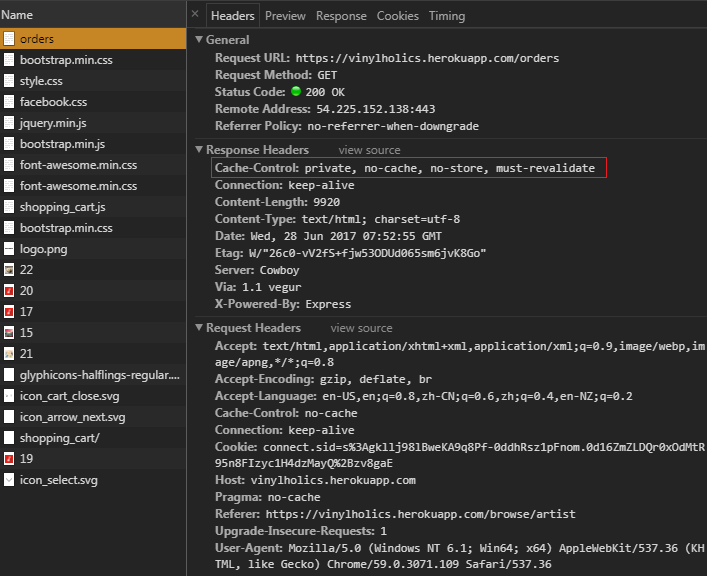 Name
orders
bootstrap.min.css
style.css
facebook.css
jquery.min.js
bootstrap.min.js
font-awesome.min.css
font-awesome.min.css
shopping_cart.js
bootstrap.min.css
logo.png
22
20
17
15
21
glyphicons-halflings-regular....
icon_cart_close.svg
icon_arrow_next.svg
shopping_cart/
19
icon_select.svg
× Headers Preview Response Cookies Timing
▼ General
Request URL: https://vinylholics.herokuapp.com/orders
Request Method: GET
Status Code: 200 OK
Remote Address: 54.225.152.138:443
Referrer Policy: no-referrer-when-downgrade
▼ Response Headers view source
Cache-Control: private, no-cache, no-store, must-revalidate
Connection: keep-alive
Content-Length: 9920
Content-Type: text/html; charset=utf-8
Date: Wed, 28 Jun 2017 07:52:55 GMT
Etag: W/"26c0-vV2fS+fjw53ODUd065sm6jvK8Go"
Server: Cowboy
Via: 1.1 vegur
X-Powered-By: Express
▼ Request Headers view source
Accept: text/html,application/xhtml+xml,application/xml;q=0.9,image/webp,im
age/apng,*/*;q=0.8
Accept-Encoding: gzip, deflate, br
Accept-Language: en-US,en;q=0.8,zh-CN;q=0.6,zh;q=0.4,en-NZ;q=0.2
Cache-Control: no-cache
Connection: keep-alive
Cookie: connect.sid=s%3Agkllj98lBweKA9q8Pf-0ddhRsz1pFnom.0d16ZmZLDQr0xOdMtR
95n8FIzyc1H4dzMayQ%2Bzv8gaE
Host: vinylholics.herokuapp.com
Pragma: no-cache
Referer: https://vinylholics.herokuapp.com/browse/artist
Upgrade-Insecure-Requests: 1
User-Agent: Mozilla/5.0 (Windows NT 6.1; Win64; x64) AppleWebKit/537.36 (KH
TML, like Gecko) Chrome/59.0.3071.109 Safari/537.36